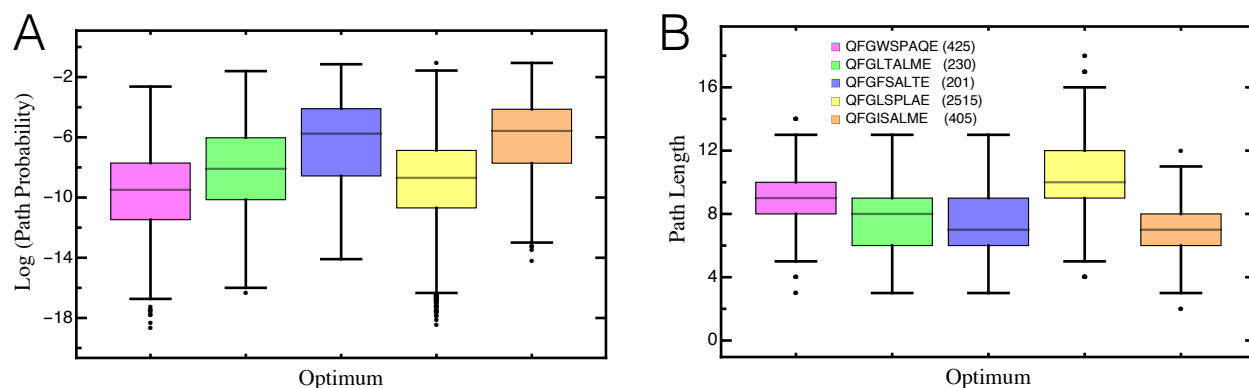 A
Log (Path Probability)
−2
−6
−10
−14
−18
Optimum
B
Path Length
16
12
8
4
0
QFGWSPAQE (425)
QFGLTALME (230)
QFGFSALTE (201)
QFGLSPLAE (2515)
QFGISALME (405)
Optimum